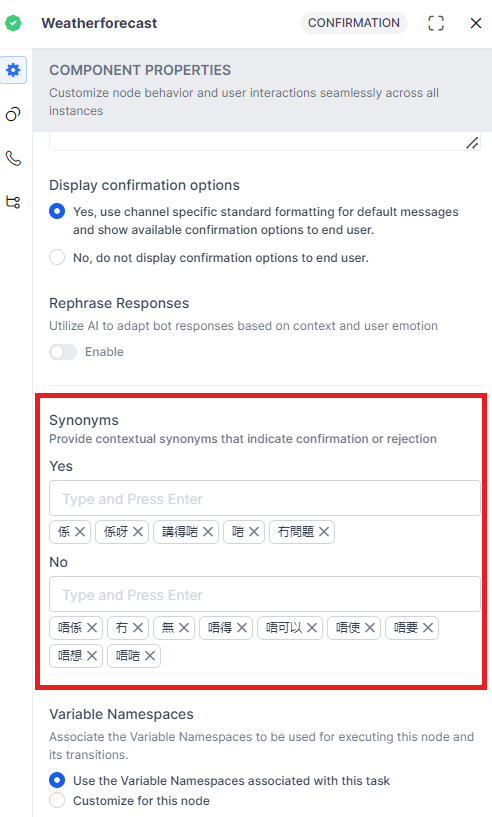 Weatherforecast CONFIRMATION
COMPONENT PROPERTIES
Customize node behavior and user interactions seamlessly across all
instances
Display confirmation options
Yes, use channel specific standard formatting for default messages
and show available confirmation options to end user.
No, do not display confirmation options to end user.
Rephrase Responses
Utilize AI to adapt bot responses based on context and user emotion
Enable
Synonyms
Provide contextual synonyms that indicate confirmation or rejection
Yes
Type and Press Enter
係 係呀 講得啱 啱 冇問題
No
Type and Press Enter
唔係 冇 無 唔得 唔可以 唔使 唔要
唔想 唔啱
Variable Namespaces
Associate the Variable Namespaces to be used for executing this node and
its transitions.
Use the Variable Namespaces associated with this task
Customize for this node